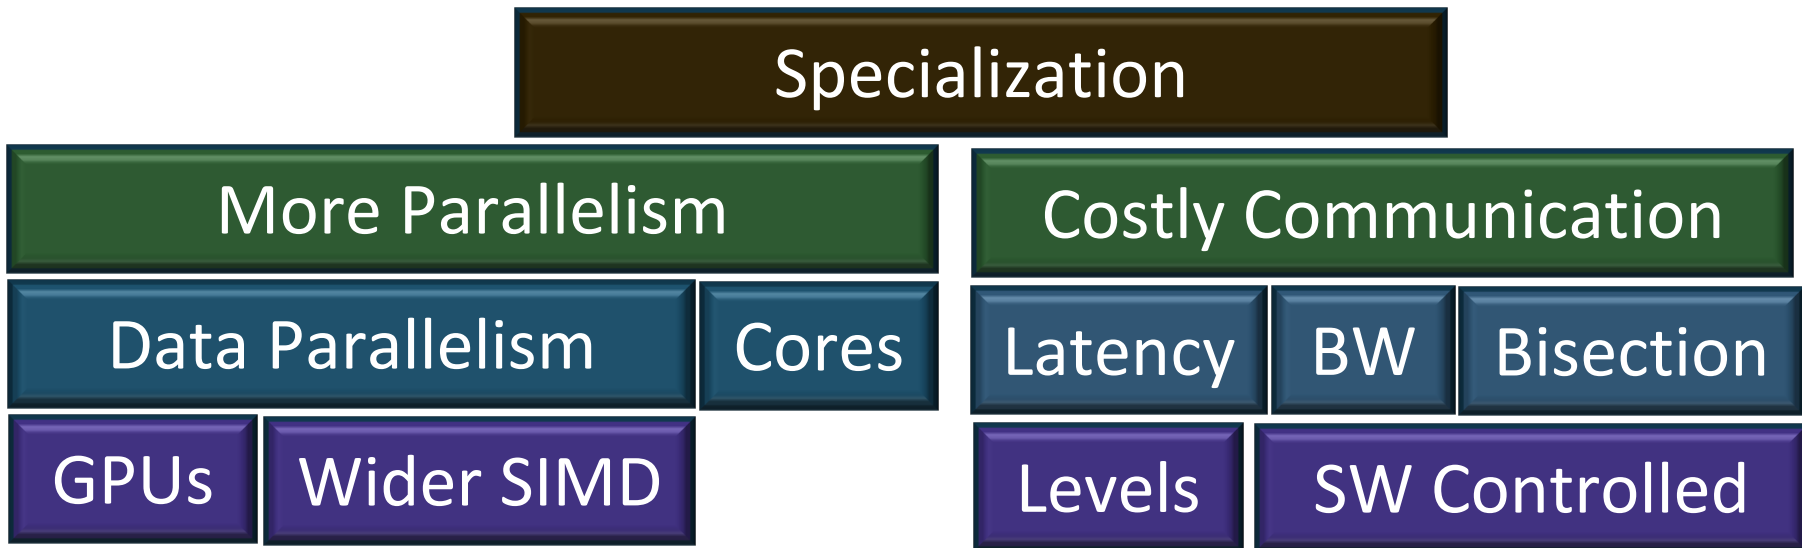 Specialization
More Parallelism
Costly Communication
Data Parallelism
Cores
Latency
BW
Bisection
GPUs
Wider SIMD
Levels
SW Controlled